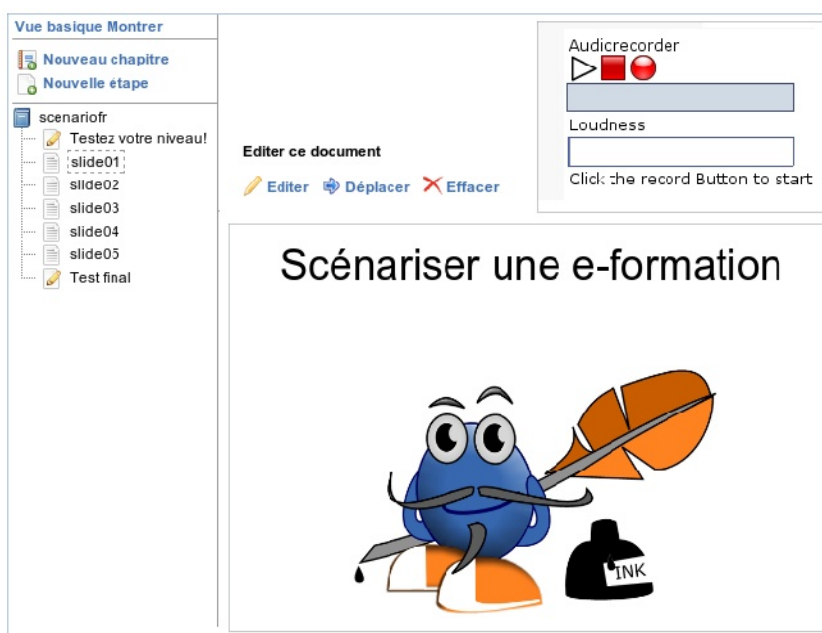 Vue basique Montrer
Nouveau chapitre
Nouvelle étape
scenariofr
Testez votre niveau!
slide01
slide02
slide03
slide04
slide05
Test final
Editer ce document
Editer Déplacer Effacer
Audicrecorder
Loudness
Click the record Button to start
Scénariser une e-formation
INK